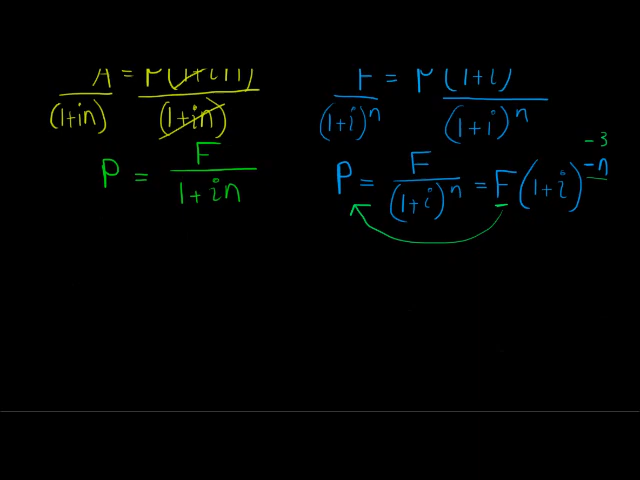 A = P(1+in)
(1+in) (1+in)
P = F
1+in
F = P(1+i)
(1+i)^n (1+i)^n
-3
P = F = F(1+i)^-n
(1+i)^n